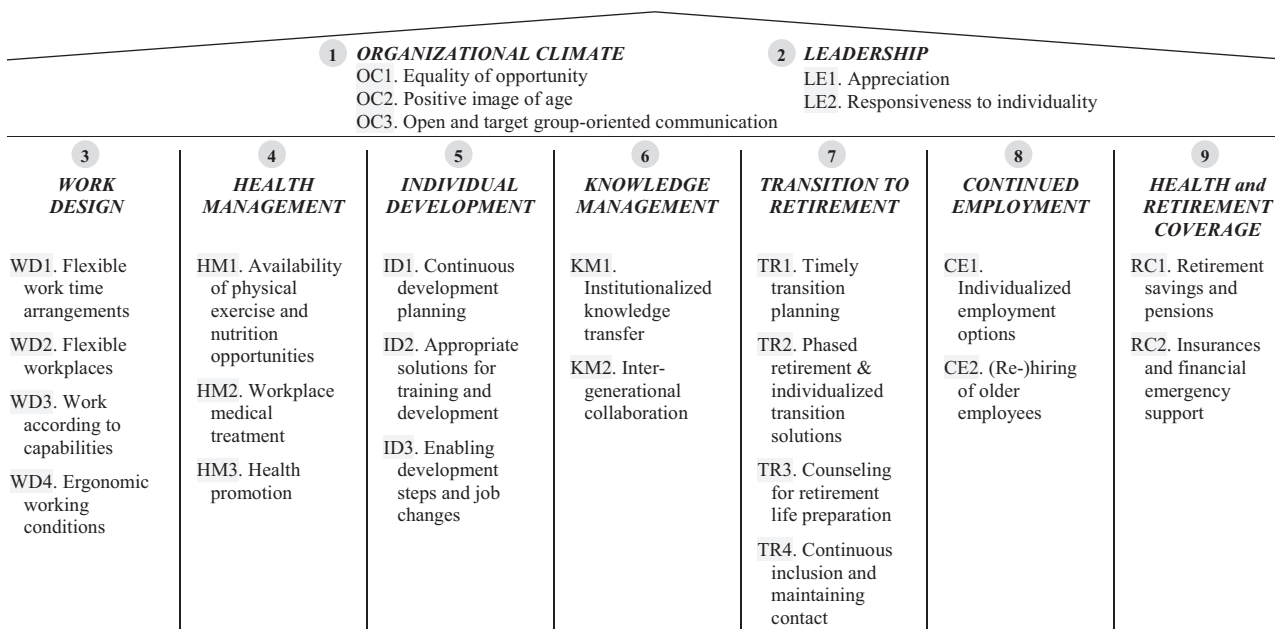 1 ORGANIZATIONAL CLIMATE
OC1. Equality of opportunity
OC2. Positive image of age
OC3. Open and target group-oriented communication
2 LEADERSHIP
LE1. Appreciation
LE2. Responsiveness to individuality
3
WORK
DESIGN
WD1. Flexible
work time
arrangements
WD2. Flexible
workplaces
WD3. Work
according to
capabilities
WD4. Ergonomic
working
conditions
4
HEALTH
MANAGEMENT
HM1. Availability
of physical
exercise and
nutrition
opportunities
HM2. Workplace
medical
treatment
HM3. Health
promotion
5
INDIVIDUAL
DEVELOPMENT
ID1. Continuous
development
planning
ID2. Appropriate
solutions for
training and
development
ID3. Enabling
development
steps and job
changes
6
KNOWLEDGE
MANAGEMENT
KM1.
Institutionalized
knowledge
transfer
KM2. Inter-
generational
collaboration
7
TRANSITION TO
RETIREMENT
TR1. Timely
transition
planning
TR2. Phased
retirement &
individualized
transition
solutions
TR3. Counseling
for retirement
life preparation
TR4. Continuous
inclusion and
maintaining
contact
8
CONTINUED
EMPLOYMENT
CE1.
Individualized
employment
options
CE2. (Re-)hiring
of older
employees
9
HEALTH and
RETIREMENT
COVERAGE
RC1. Retirement
savings and
pensions
RC2. Insurances
and financial
emergency
support